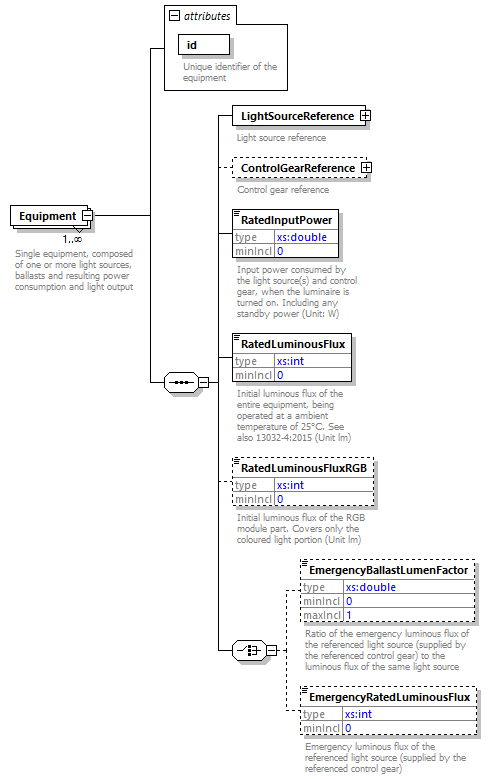 attributes
id
Unique identifier of the
equipment
LightSourceReference
Light source reference
ControlGearReference
Control gear reference
Equipment
1..∞
Single equipment, composed
of one or more light sources,
ballasts and resulting power
consumption and light output
RatedInputPower
type xs:double
minIncl 0
Input power consumed by
the light source(s) and control
gear, when the luminaire is
turned on. Including any
standby power (Unit: W)
RatedLuminousFlux
type xs:int
minIncl 0
Initial luminous flux of the
entire equipment, being
operated at a ambient
temperature of 25°C. See
also 13032-4:2015 (Unit lm)
RatedLuminousFluxRGB
type xs:int
minIncl 0
Initial luminous flux of the RGB
module part. Covers only the
coloured light portion (Unit lm)
EmergencyBallastLumenFactor
type xs:double
minIncl 0
maxIncl 1
Ratio of the emergency luminous flux of
the referenced light source (supplied by
the referenced control gear) to the
luminous flux of the same light source
EmergencyRatedLuminousFlux
type xs:int
minIncl 0
Emergency luminous flux of the
referenced light source (supplied by the
referenced control gear)